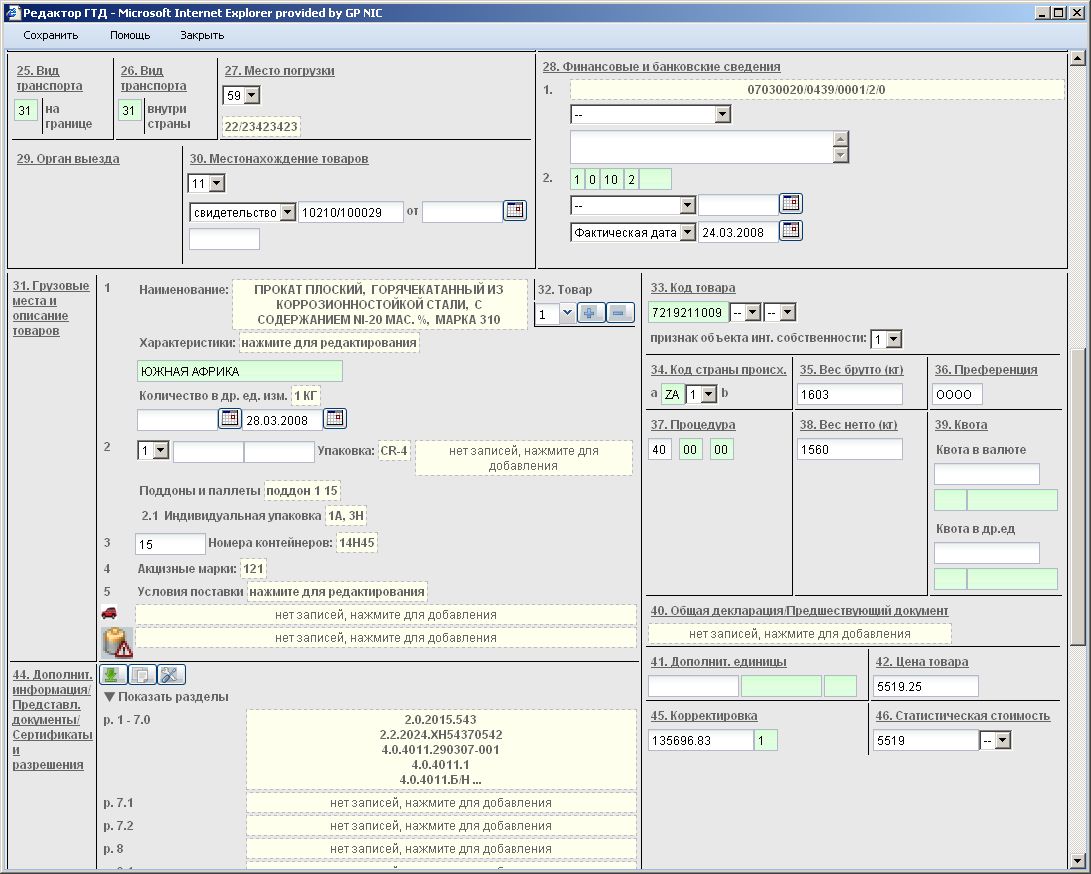 Редактор ГТД - Microsoft Internet Explorer provided by GP NIC
Сохранить Помощь Закрыть
25. Вид транспорта
31 на границе
26. Вид транспорта
31 внутри страны
27. Место погрузки
59
22/23423423
28. Финансовые и банковские сведения
1. 07030020/0439/0001/2/0
--
2. 1 0 10 2
--
Фактическая дата 24.03.2008
29. Орган выезда
30. Местонахождение товаров
11
свидетельство 10210/100029 от
31. Грузовые
места и
описание
товаров
1 Наименование: ПРОКАТ ПЛОСКИЙ, ГОРЯЧЕКАТАННЫЙ ИЗ
КОРРОЗИОННОСТОЙКОЙ СТАЛИ, С
СОДЕРЖАНИЕМ NI-20 МАС. %, МАРКА 310
32. Товар
1
Характеристики: нажмите для редактирования
ЮЖНАЯ АФРИКА
Количество в др. ед. изм. 1 КГ
28.03.2008
2 1 Упаковка: CR-4 нет записей, нажмите для
добавления
Поддоны и паллеты поддон 1 15
2.1 Индивидуальная упаковка 1A, 3H
3 15 Номера контейнеров: 14H45
4 Акцизные марки: 121
5 Условия поставки нажмите для редактирования
нет записей, нажмите для добавления
нет записей, нажмите для добавления
33. Код товара
7219211009 -- --
признак объекта инт. собственности: 1
34. Код страны происх.
a ZA 1 b
35. Вес брутто (кг)
1603
36. Преференция
ОООО
37. Процедура
40 00 00
38. Вес нетто (кг)
1560
39. Квота
Квота в валюте
Квота в др.ед
40. Общая декларация/Предшествующий документ
нет записей, нажмите для добавления
41. Дополнит. единицы
42. Цена товара
5519.25
45. Корректировка
135696.83 1
46. Статистическая стоимость
5519 --
44. Дополнит.
информация/
Представл.
документы/
Сертификаты
и
разрешения
▼ Показать разделы
р. 1 - 7.0 2.0.2015.543
2.2.2024.ХН54370542
4.0.4011.290307-001
4.0.4011.1
4.0.4011.Б/Н ...
р. 7.1 нет записей, нажмите для добавления
р. 7.2 нет записей, нажмите для добавления
р. 8 нет записей, нажмите для добавления